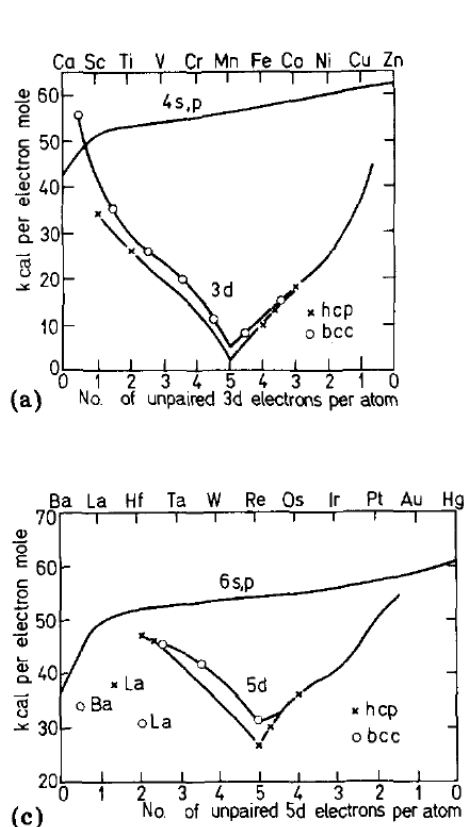 Ca Sc Ti V Cr Mn Fe Co Ni Cu Zn
60
50
40
30
20
10
0
kcal per electron mole
4s,p
3d
× hcp
○ bcc
0 1 2 3 4 5 4 3 2 1 0
(a) No. of unpaired 3d electrons per atom
Ba La Hf Ta W Re Os Ir Pt Au Hg
70
60
50
40
30
20
kcal per electron mole
6s,p
5d
× La
○ Ba
○ La
× hcp
○ bcc
0 1 2 3 4 5 4 3 2 1 0
(c) No. of unpaired 5d electrons per atom